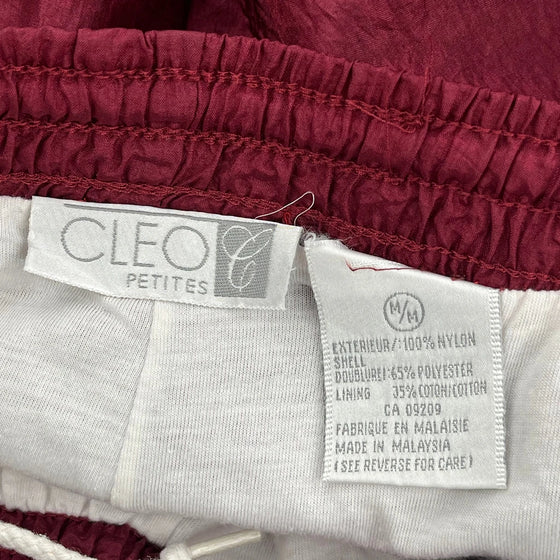 CLEO
PETITES
C
M/M
EXTERIEUR/:100% NYLON
SHELL
DOUBLURE/:65% POLYESTER
LINING 35% COTON/COTTON
CA 09209
FABRIQUE EN MALAISIE
MADE IN MALAYSIA
(SEE REVERSE FOR CARE)